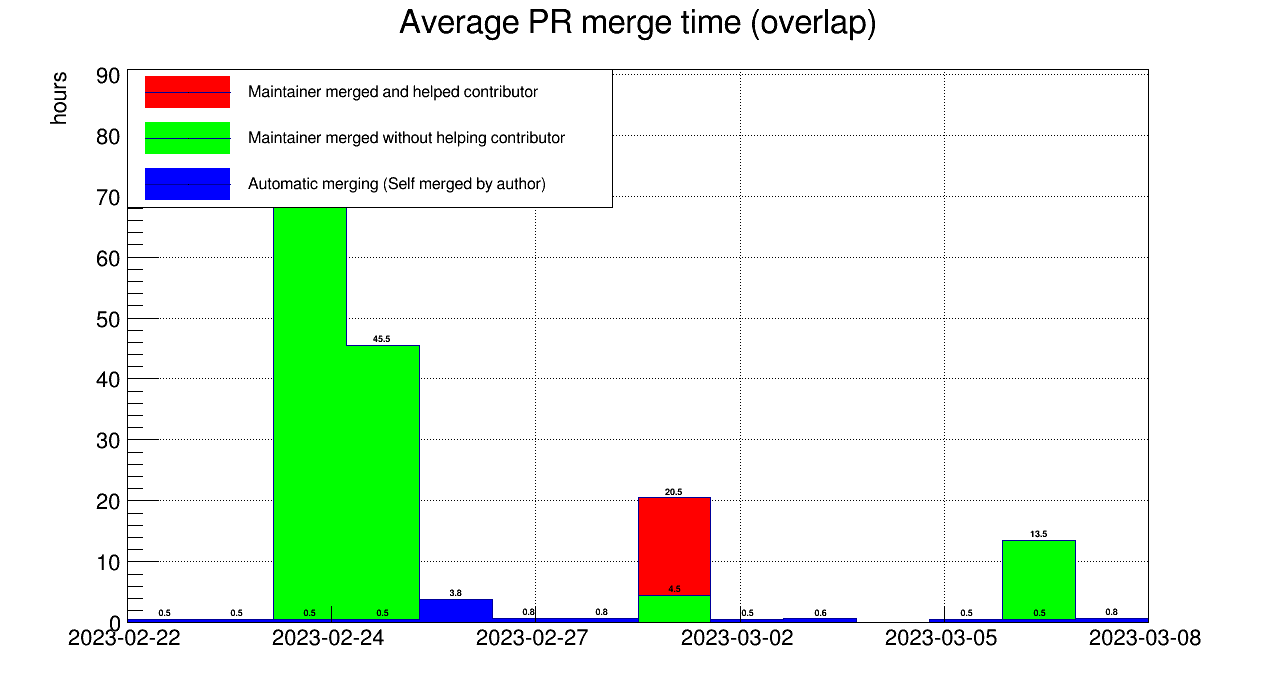 Average PR merge time (overlap)
hours
90
80
70
60
50
40
30
20
10
0
Maintainer merged and helped contributor
Maintainer merged without helping contributor
Automatic merging (Self merged by author)
45.5
20.5
13.5
4.5
3.8
0.5 0.5 0.5 0.5 0.8 0.8 0.5 0.6 0.5 0.5 0.8
2023-02-22 2023-02-24 2023-02-27 2023-03-02 2023-03-05 2023-03-08